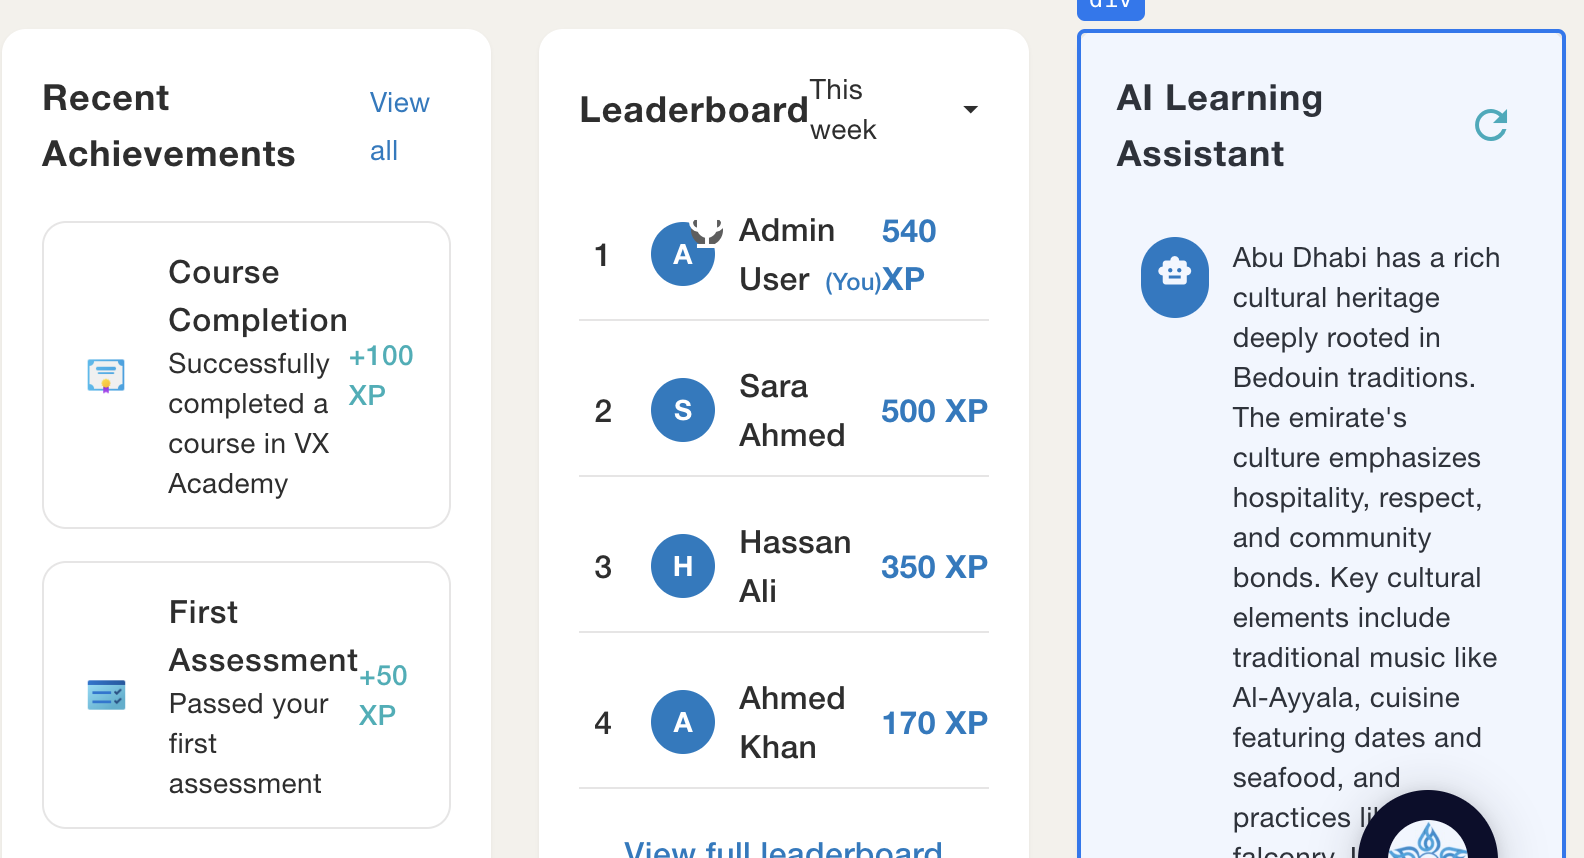 div
Recent
Achievements
View
all
Course
Completion
Successfully
completed a
course in VX
Academy
+100
XP
First
Assessment
Passed your
first
assessment
+50
XP
Leaderboard
This
week
1
A
Admin
User (You)
540
XP
2
S
Sara
Ahmed
500 XP
3
H
Hassan
Ali
350 XP
4
A
Ahmed
Khan
170 XP
View full leaderboard
AI Learning
Assistant
Abu Dhabi has a rich
cultural heritage
deeply rooted in
Bedouin traditions.
The emirate's
culture emphasizes
hospitality, respect,
and community
bonds. Key cultural
elements include
traditional music like
Al-Ayyala, cuisine
featuring dates and
seafood, and
practices
falconry.